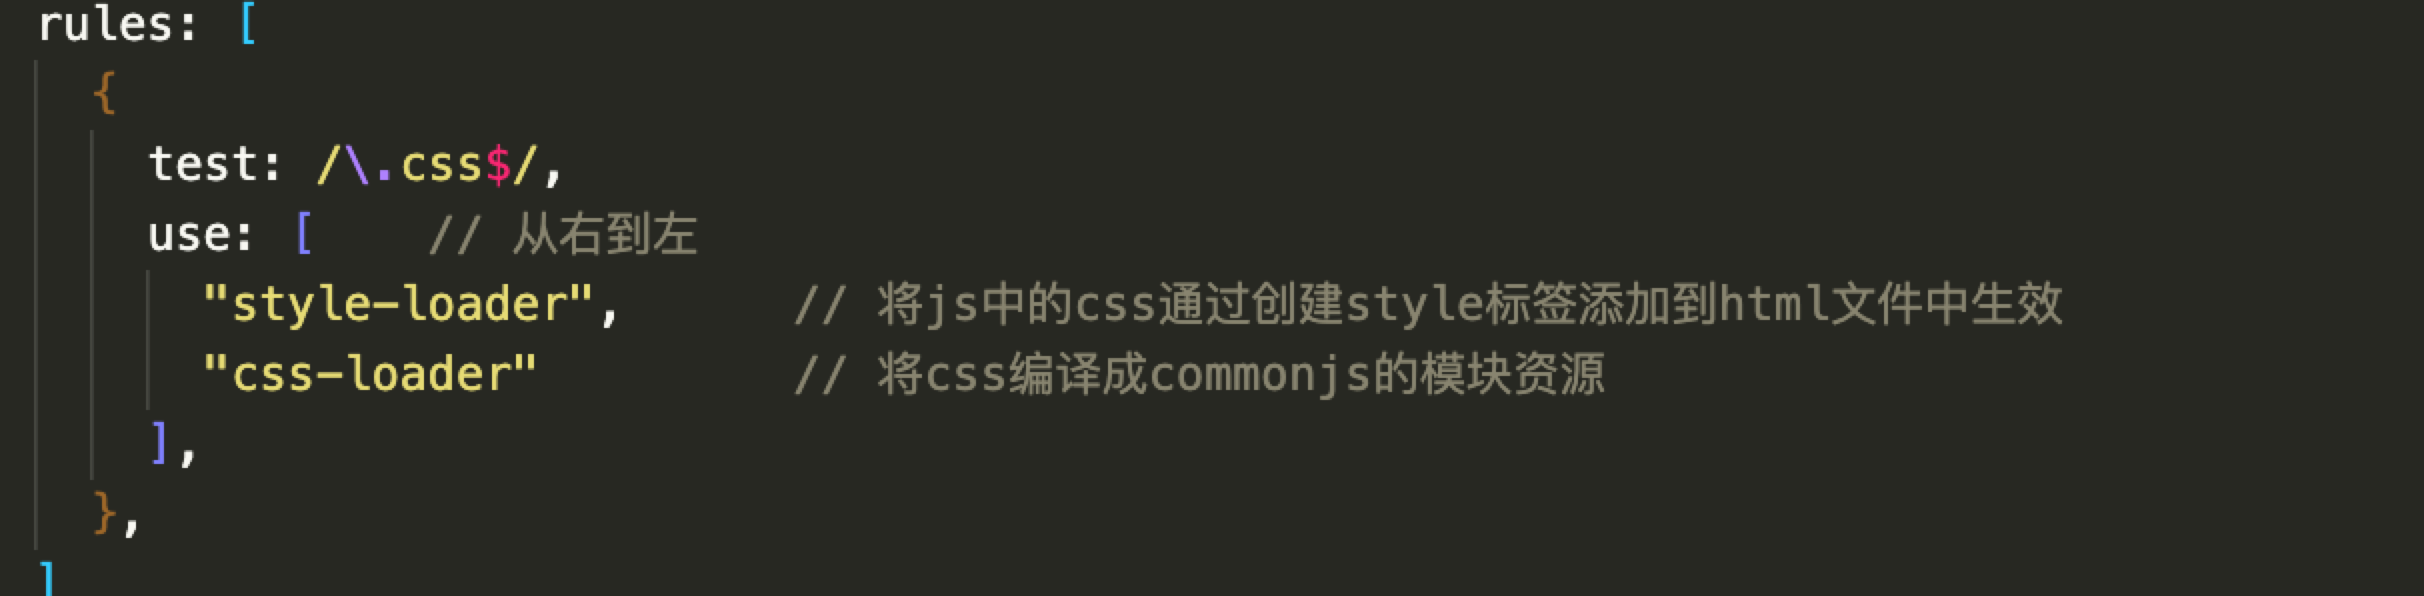 rules: [
  {
    test: /\.css$/,
    use: [    // 从右到左
      "style-loader",      // 将js中的css通过创建style标签添加到html文件中生效
      "css-loader"         // 将css编译成commonjs的模块资源
    ],
  },
]